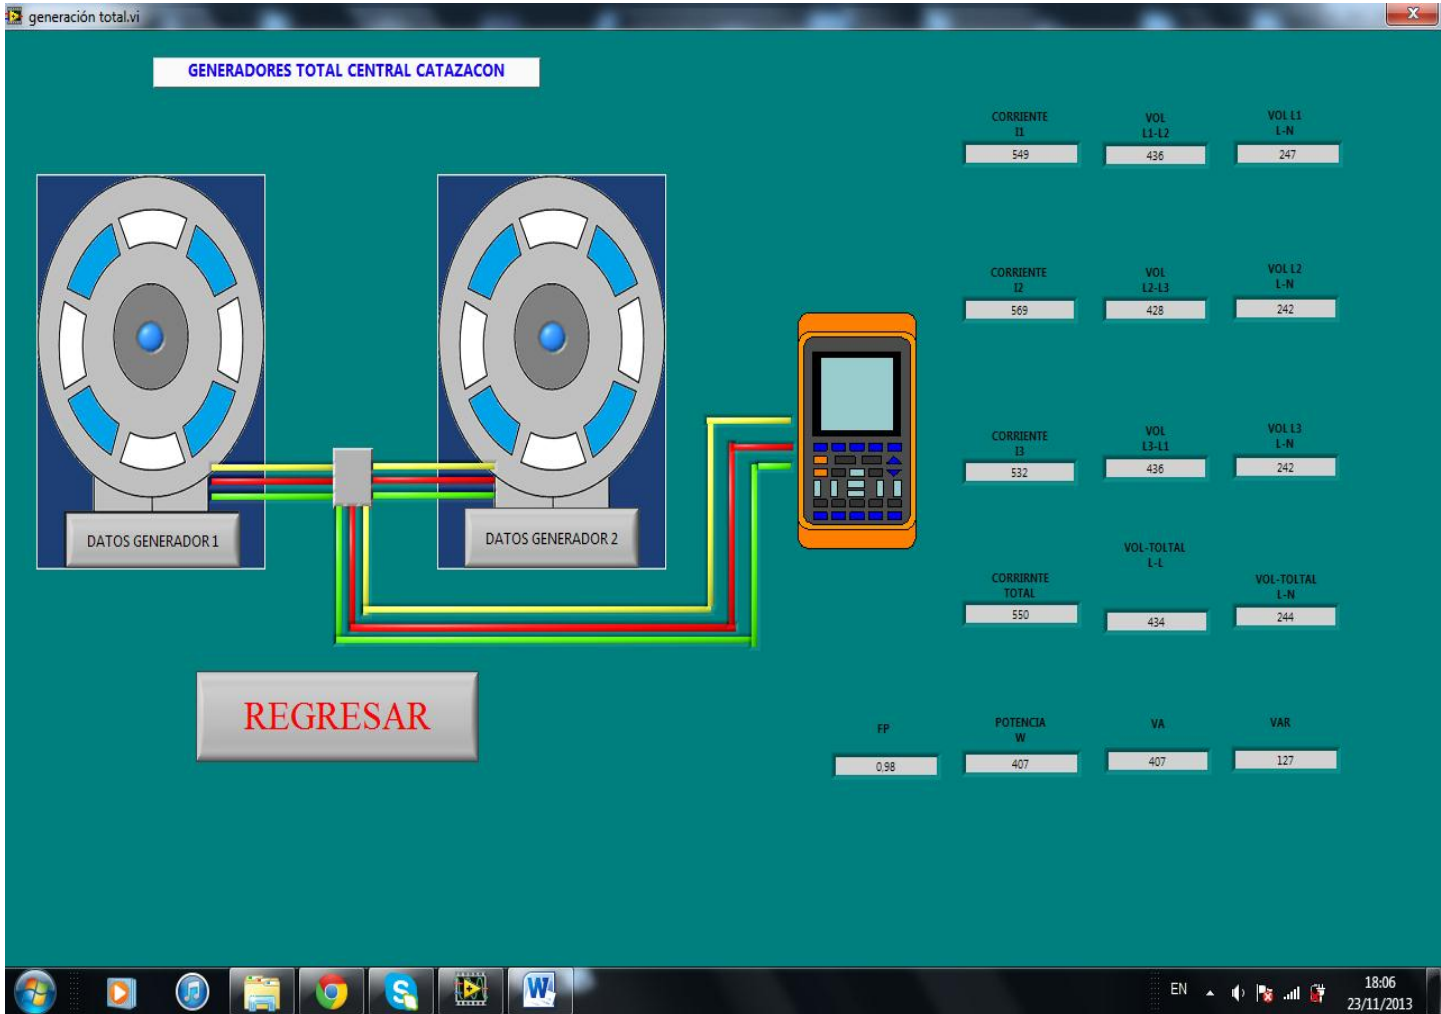 generación total.vi
GENERADORES TOTAL CENTRAL CATAZACON
CORRIENTE
I1
549
VOL
L1-L2
436
VOL L1
L-N
247
CORRIENTE
I2
569
VOL
L2-L3
428
VOL L2
L-N
242
CORRIENTE
I3
532
VOL
L3-L1
436
VOL L3
L-N
242
DATOS GENERADOR 1
DATOS GENERADOR 2
CORRIRNTE
TOTAL
550
VOL-TOLTAL
L-L
434
VOL-TOLTAL
L-N
244
REGRESAR
FP
0,98
POTENCIA
W
407
VA
407
VAR
127
EN
18:06
23/11/2013